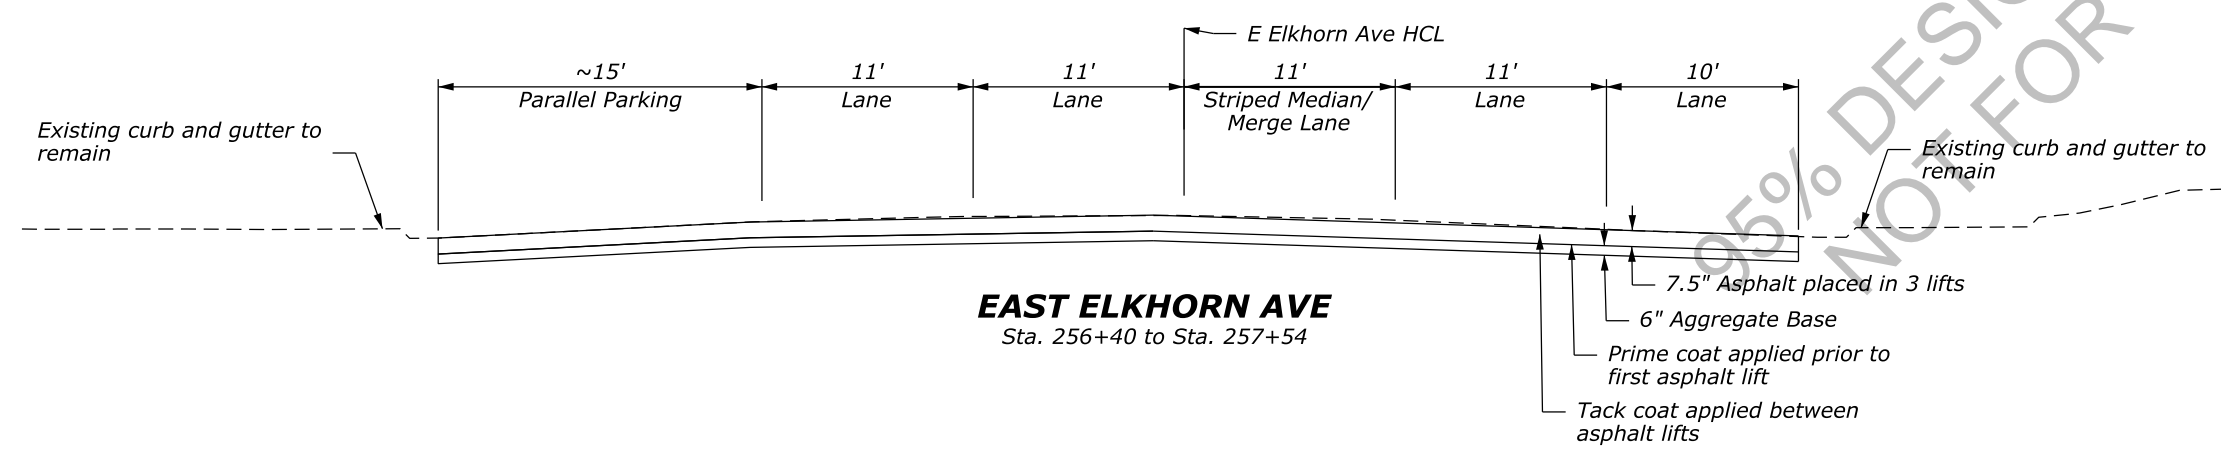 E Elkhorn Ave HCL
~15'
11'
11'
11'
11'
10'
Parallel Parking
Lane
Lane
Striped Median/
Merge Lane
Lane
Lane
Existing curb and gutter to
remain
Existing curb and gutter to
remain
95% DESIG
NOT FOR
7.5" Asphalt placed in 3 lifts
6" Aggregate Base
Prime coat applied prior to
first asphalt lift
Tack coat applied between
asphalt lifts
EAST ELKHORN AVE
Sta. 256+40 to Sta. 257+54